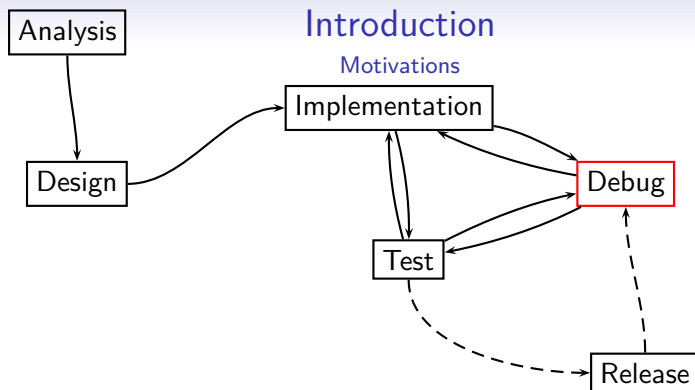 Introduction
Motivations
Analysis
Design
Implementation
Debug
Test
Release